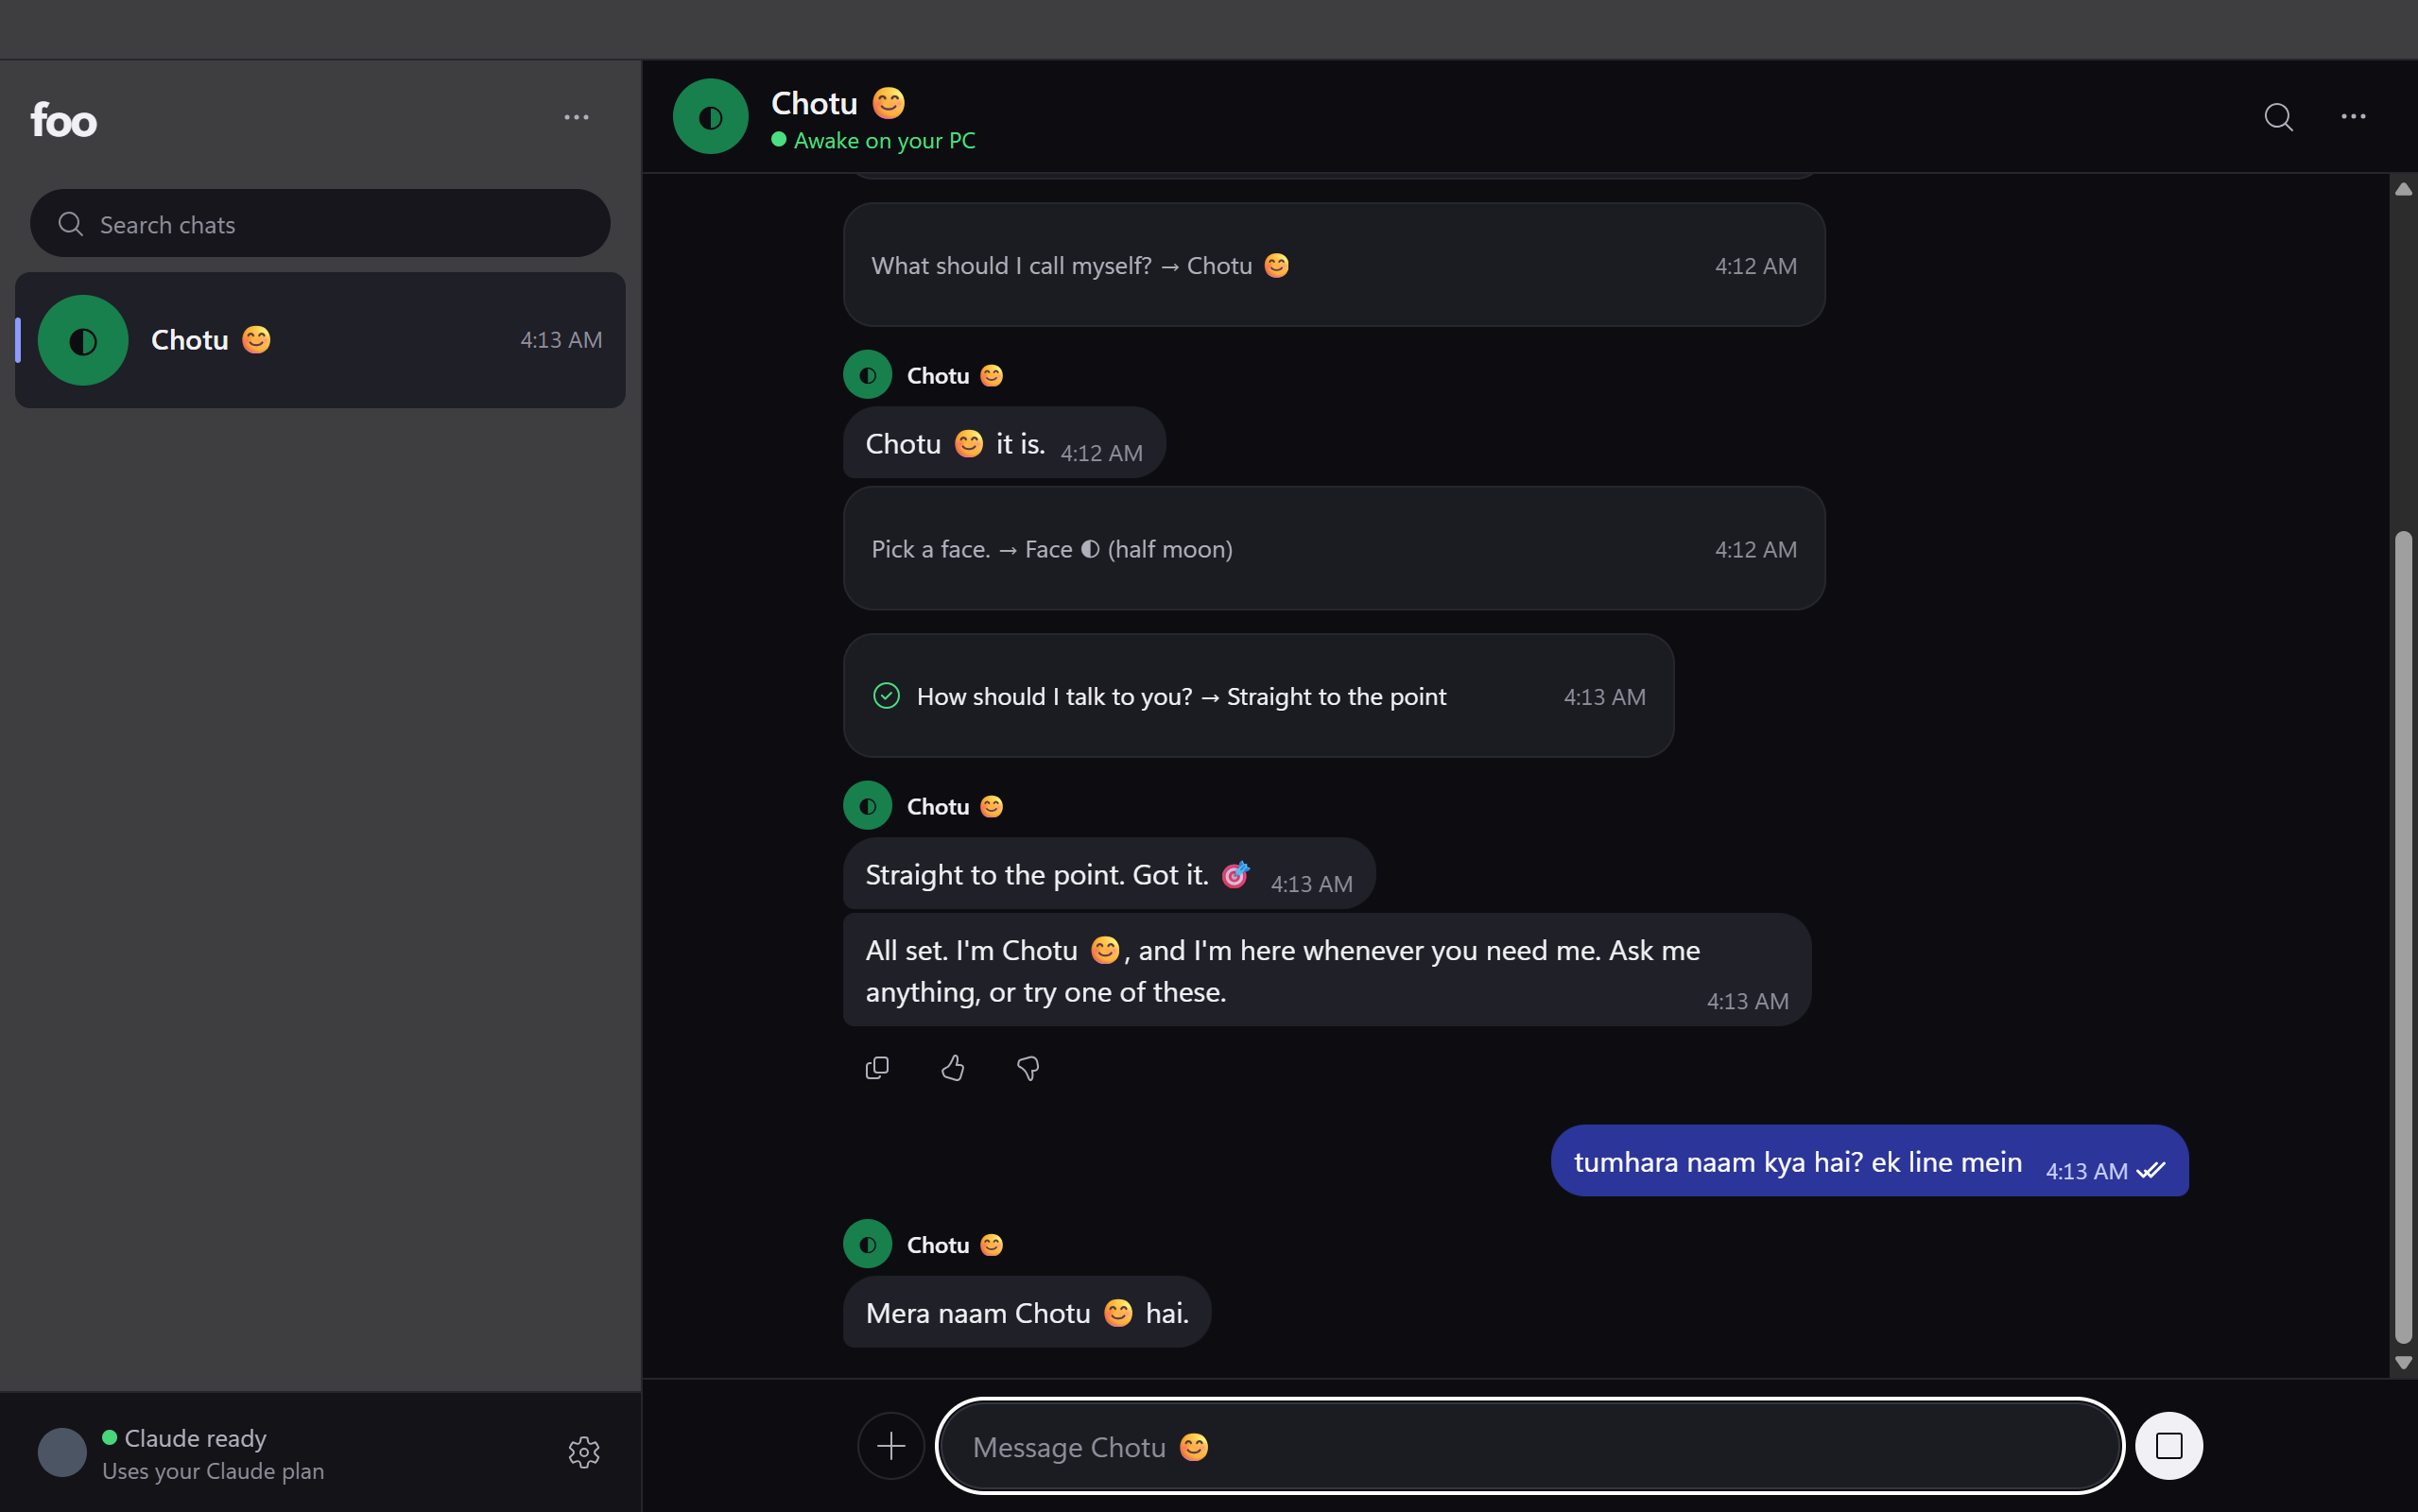 foo
Search chats
Chotu 😊
4:13 AM
Claude ready
Uses your Claude plan
Chotu 😊
Awake on your PC
What should I call myself? → Chotu 😊
4:12 AM
Chotu 😊
Chotu 😊 it is. 4:12 AM
Pick a face. → Face ◐ (half moon)
4:12 AM
How should I talk to you? → Straight to the point
4:13 AM
Chotu 😊
Straight to the point. Got it. 🎯 4:13 AM
All set. I'm Chotu 😊, and I'm here whenever you need me. Ask me
anything, or try one of these.
4:13 AM
tumhara naam kya hai? ek line mein 4:13 AM
Chotu 😊
Mera naam Chotu 😊 hai.
Message Chotu 😊